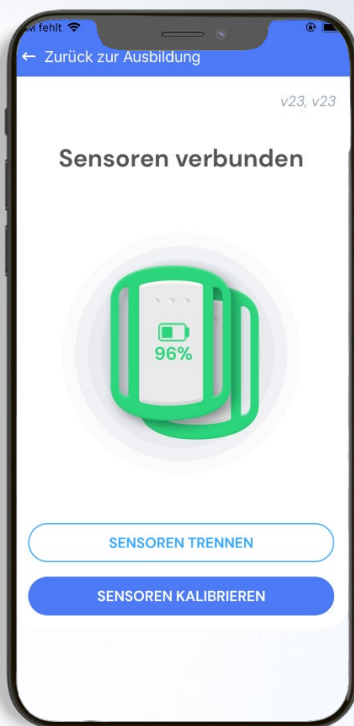 fehlt
← Zurück zur Ausbildung
v23, v23
Sensoren verbunden
96%
SENSOREN TRENNEN
SENSOREN KALIBRIEREN